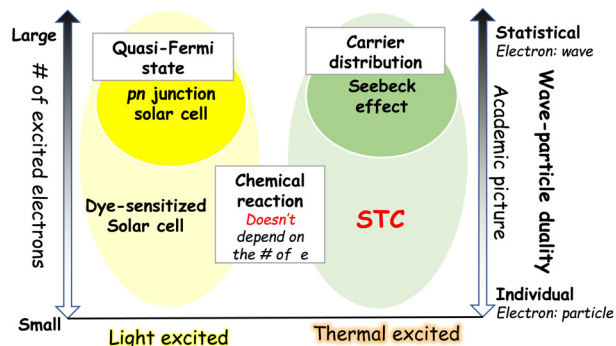 Large
# of excited electrons
Small
Quasi-Fermi
state
pn junction
solar cell
Dye-sensitized
Solar cell
Light excited
Carrier
distribution
Seebeck
effect
Chemical
reaction
Doesn't
depend on
the # of e
STC
Thermal excited
Statistical
Electron: wave
Academic picture
Wave-particle duality
Individual
Electron: particle